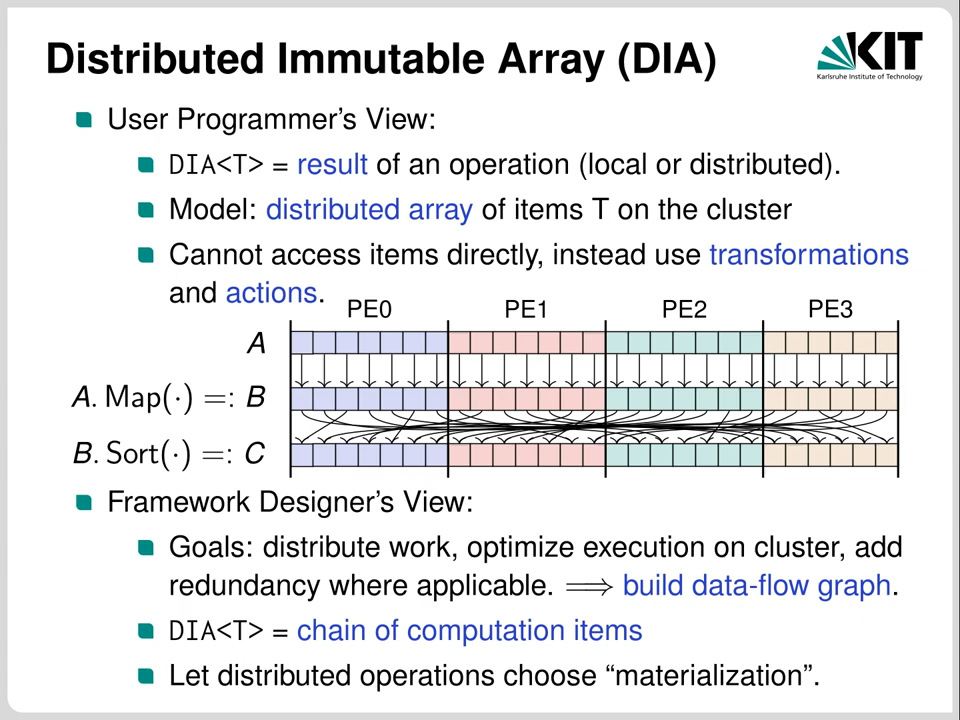 Distributed Immutable Array (DIA)
KIT
Karlsruhe Institute of Technology
User Programmer’s View:
DIA<T> = result of an operation (local or distributed).
Model: distributed array of items T on the cluster
Cannot access items directly, instead use transformations
and actions.
PE0 PE1 PE2 PE3
A
A. Map(·) =: B
B. Sort(·) =: C
Framework Designer’s View:
Goals: distribute work, optimize execution on cluster, add
redundancy where applicable. ⟹ build data-flow graph.
DIA<T> = chain of computation items
Let distributed operations choose “materialization”.